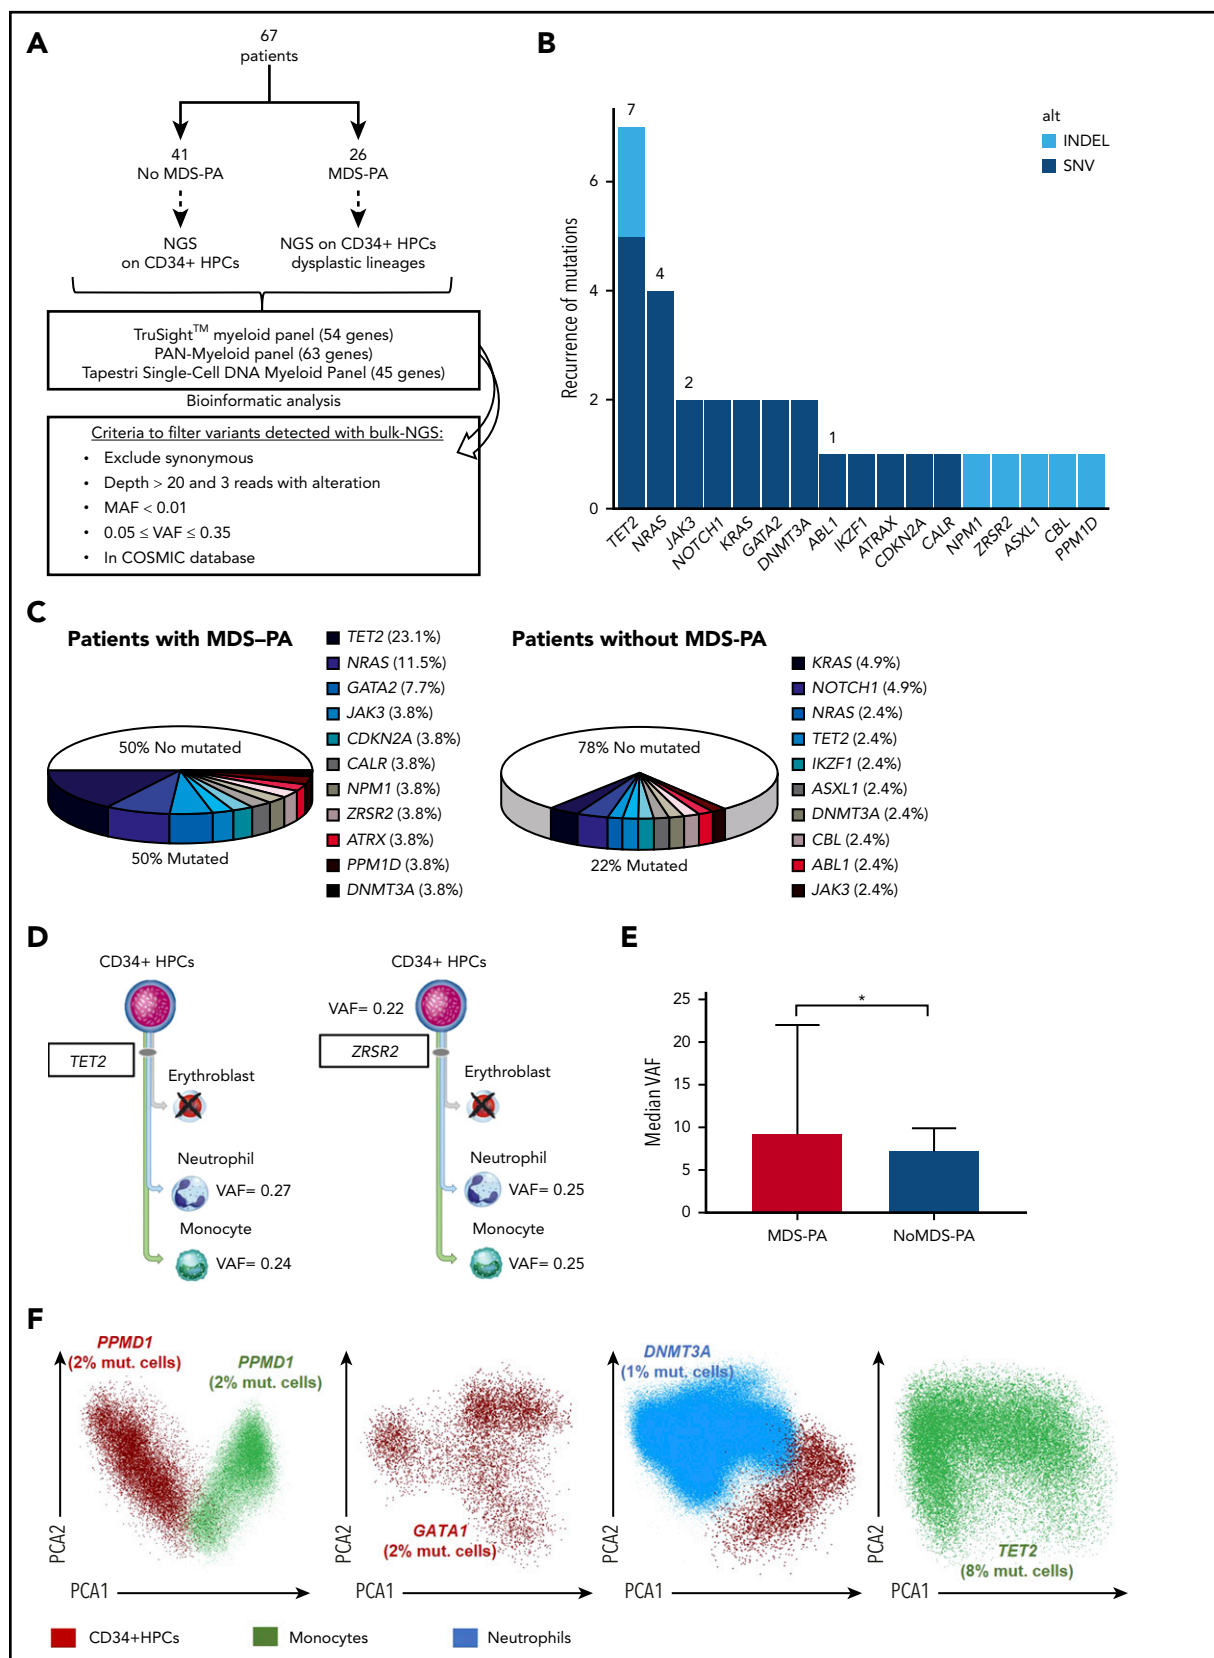 A
67
patients
41
No MDS-PA
26
MDS-PA
NGS
on CD34+ HPCs
NGS on CD34+ HPCs
dysplastic lineages
TruSight™ myeloid panel (54 genes)
PAN-Myeloid panel (63 genes)
Tapestri Single-Cell DNA Myeloid Panel (45 genes)
Bioinformatic analysis
Criteria to filter variants detected with bulk-NGS:
• Exclude synonymous
• Depth > 20 and 3 reads with alteration
• MAF < 0.01
• 0.05 ≤ VAF ≤ 0.35
• In COSMIC database
B
Recurrence of mutations
6
4
2
0
7
4
2
1
alt
INDEL
SNV
TET2
NRAS
JAK3
NOTCH1
KRAS
GATA2
DNMT3A
ABL1
IKZF1
ATRAX
CDKN2A
CALR
NPM1
ZRSR2
ASXL1
CBL
PPM1D
C
Patients with MDS–PA
50% No mutated
50% Mutated
TET2 (23.1%)
NRAS (11.5%)
GATA2 (7.7%)
JAK3 (3.8%)
CDKN2A (3.8%)
CALR (3.8%)
NPM1 (3.8%)
ZRSR2 (3.8%)
ATRX (3.8%)
PPM1D (3.8%)
DNMT3A (3.8%)
Patients without MDS-PA
78% No mutated
22% Mutated
KRAS (4.9%)
NOTCH1 (4.9%)
NRAS (2.4%)
TET2 (2.4%)
IKZF1 (2.4%)
ASXL1 (2.4%)
DNMT3A (2.4%)
CBL (2.4%)
ABL1 (2.4%)
JAK3 (2.4%)
D
CD34+ HPCs
TET2
Erythroblast
Neutrophil
VAF= 0.27
Monocyte
VAF= 0.24
CD34+ HPCs
VAF= 0.22
ZRSR2
Erythroblast
Neutrophil
VAF= 0.25
Monocyte
VAF= 0.25
E
Median VAF
25
20
15
10
5
0
*
MDS-PA
NoMDS-PA
F
PPMD1
(2% mut. cells)
PPMD1
(2% mut. cells)
PCA2
PCA1
GATA1
(2% mut. cells)
PCA2
PCA1
DNMT3A
(1% mut. cells)
PCA2
PCA1
TET2
(8% mut. cells)
PCA2
PCA1
CD34+HPCs
Monocytes
Neutrophils